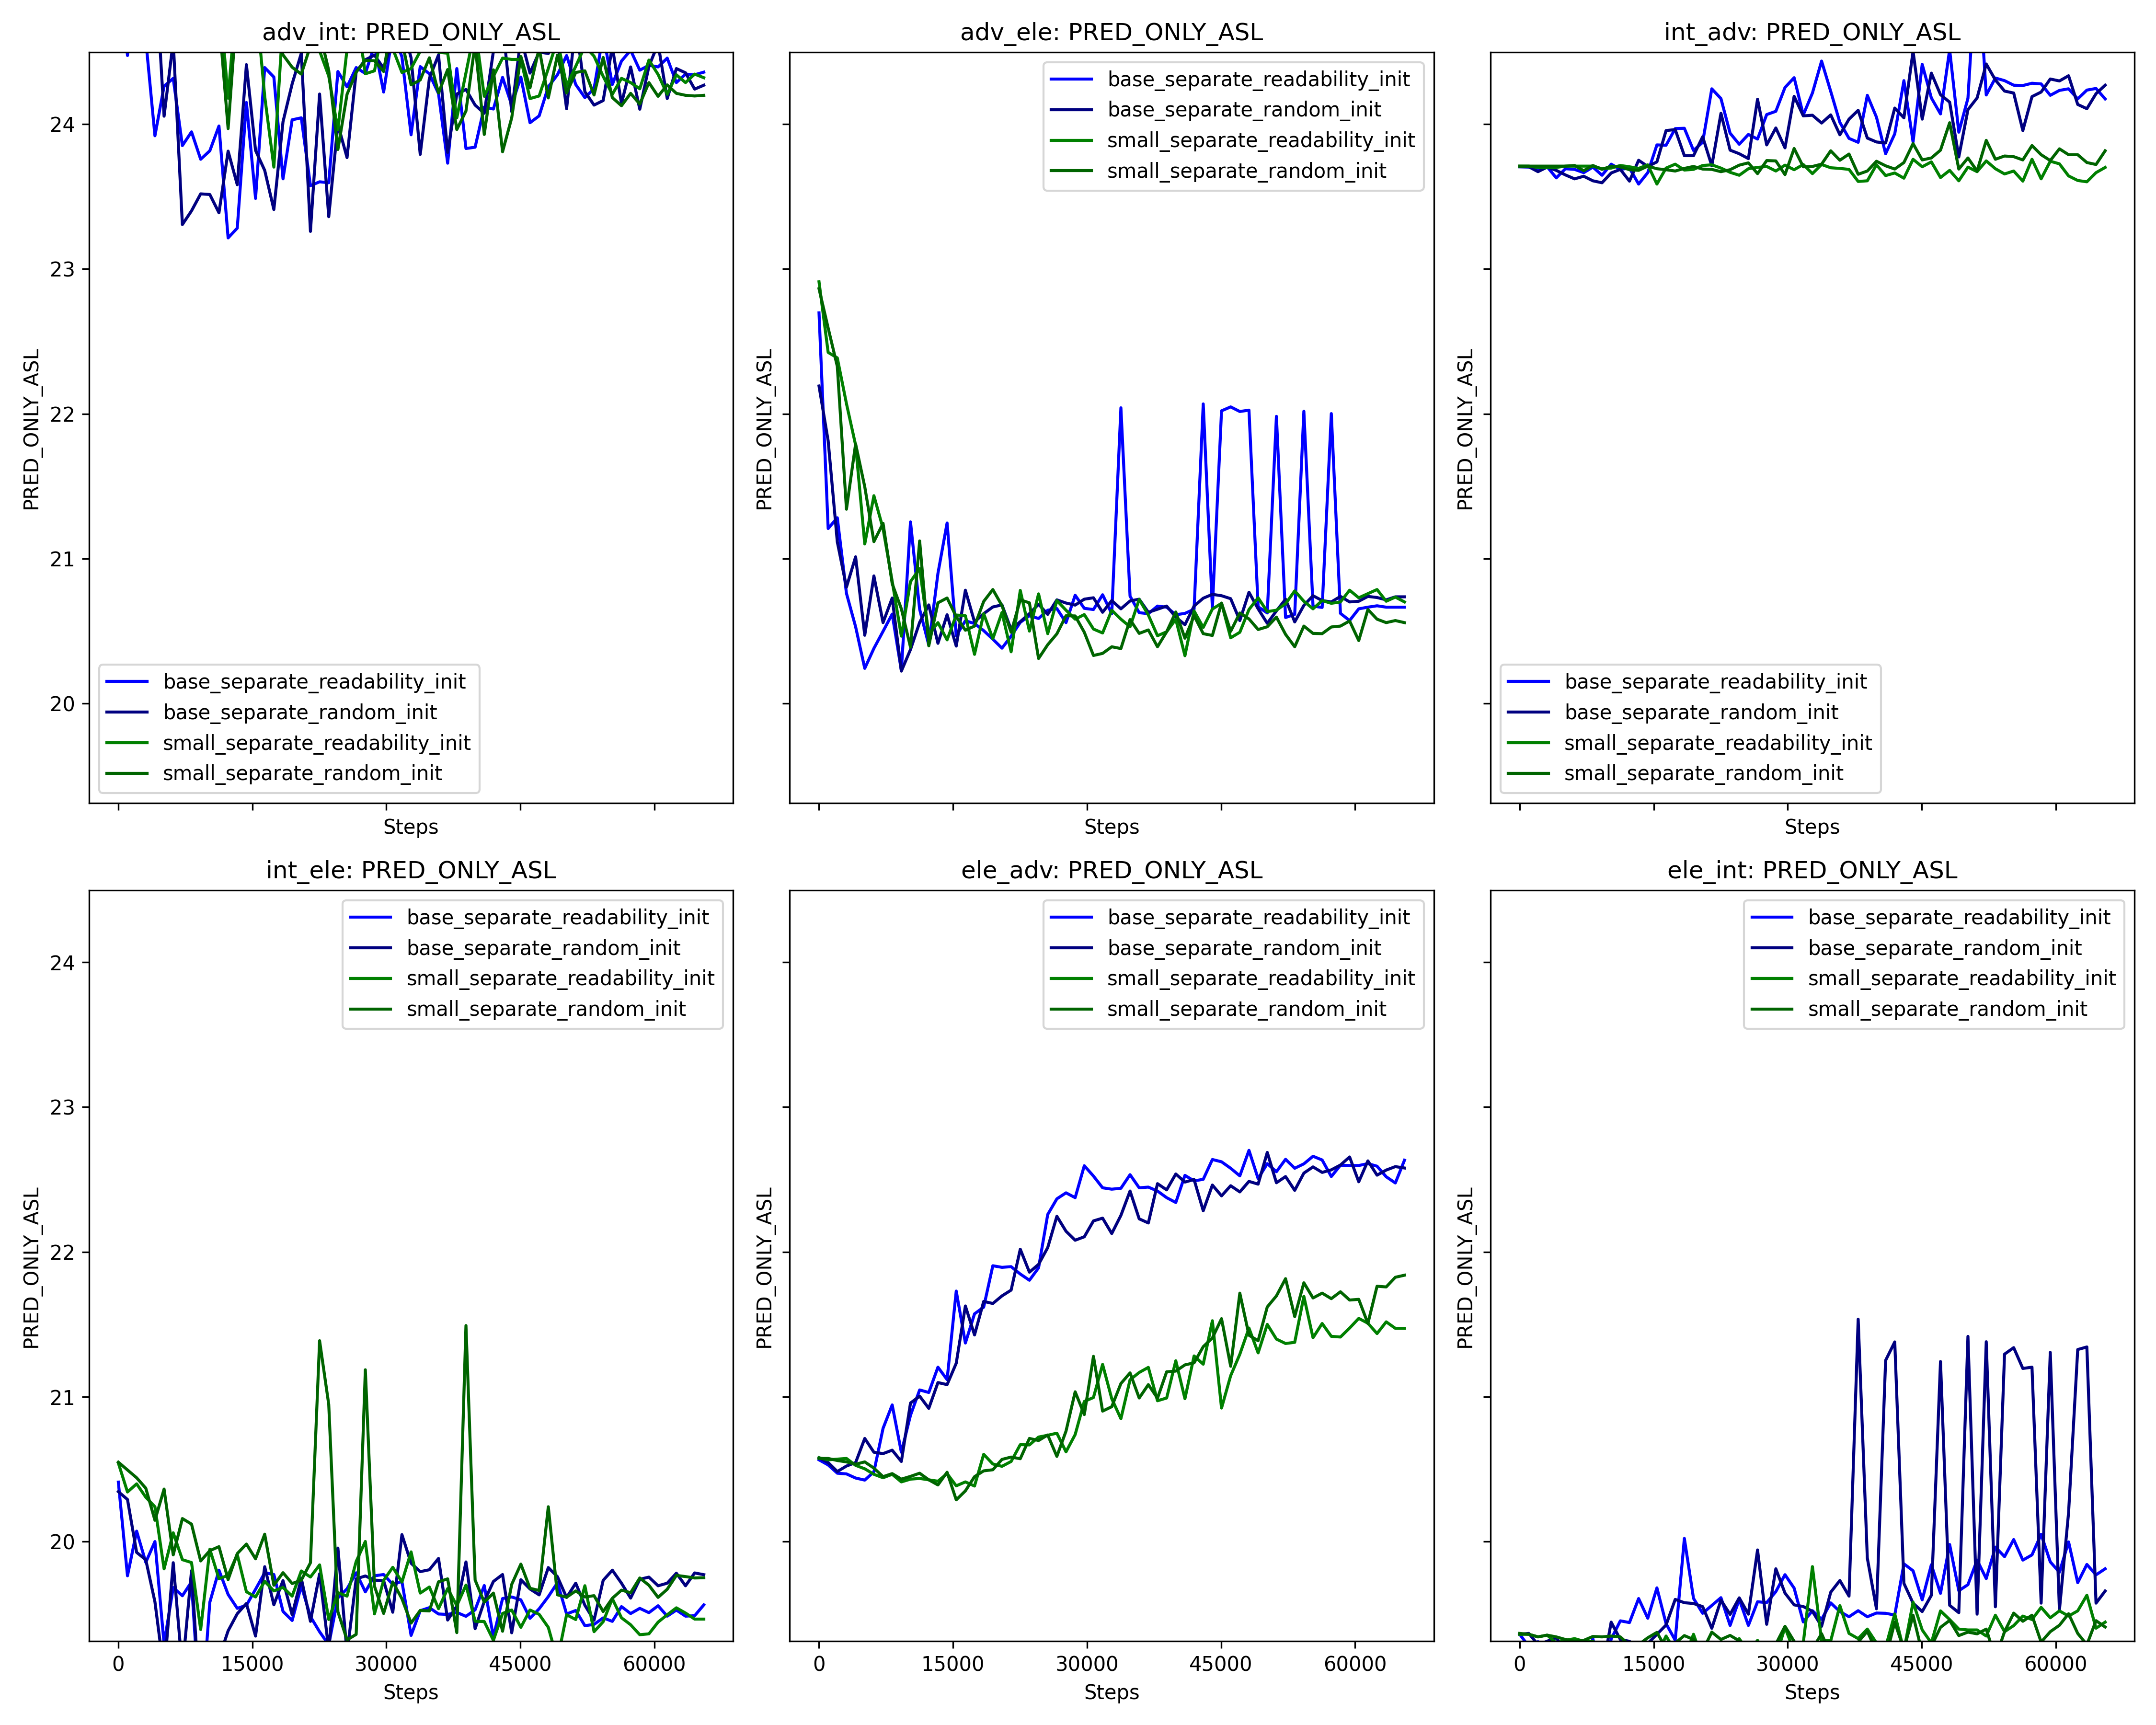 adv_int: PRED_ONLY_ASL
PRED_ONLY_ASL
24
23
22
21
20
base_separate_readability_init
base_separate_random_init
small_separate_readability_init
small_separate_random_init
Steps
adv_ele: PRED_ONLY_ASL
PRED_ONLY_ASL
base_separate_readability_init
base_separate_random_init
small_separate_readability_init
small_separate_random_init
Steps
int_adv: PRED_ONLY_ASL
PRED_ONLY_ASL
base_separate_readability_init
base_separate_random_init
small_separate_readability_init
small_separate_random_init
Steps
int_ele: PRED_ONLY_ASL
PRED_ONLY_ASL
24
23
22
21
20
base_separate_readability_init
base_separate_random_init
small_separate_readability_init
small_separate_random_init
0 15000 30000 45000 60000
Steps
ele_adv: PRED_ONLY_ASL
PRED_ONLY_ASL
base_separate_readability_init
base_separate_random_init
small_separate_readability_init
small_separate_random_init
0 15000 30000 45000 60000
Steps
ele_int: PRED_ONLY_ASL
PRED_ONLY_ASL
base_separate_readability_init
base_separate_random_init
small_separate_readability_init
small_separate_random_init
0 15000 30000 45000 60000
Steps